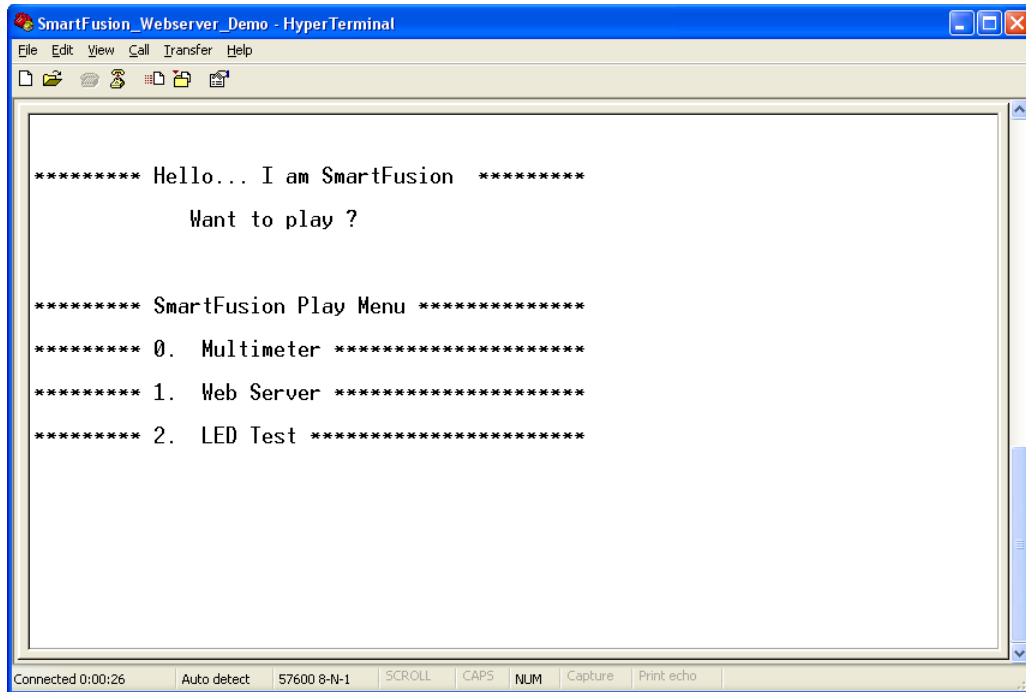 SmartFusion_Webserver_Demo - HyperTerminal
File Edit View Call Transfer Help
********* Hello... I am SmartFusion *********
Want to play ?
********* SmartFusion Play Menu **************
********* 0. Multimeter *********************
********* 1. Web Server *********************
********* 2. LED Test ***********************
Connected 0:00:26 Auto detect 57600 8-N-1 SCROLL CAPS NUM Capture Print echo